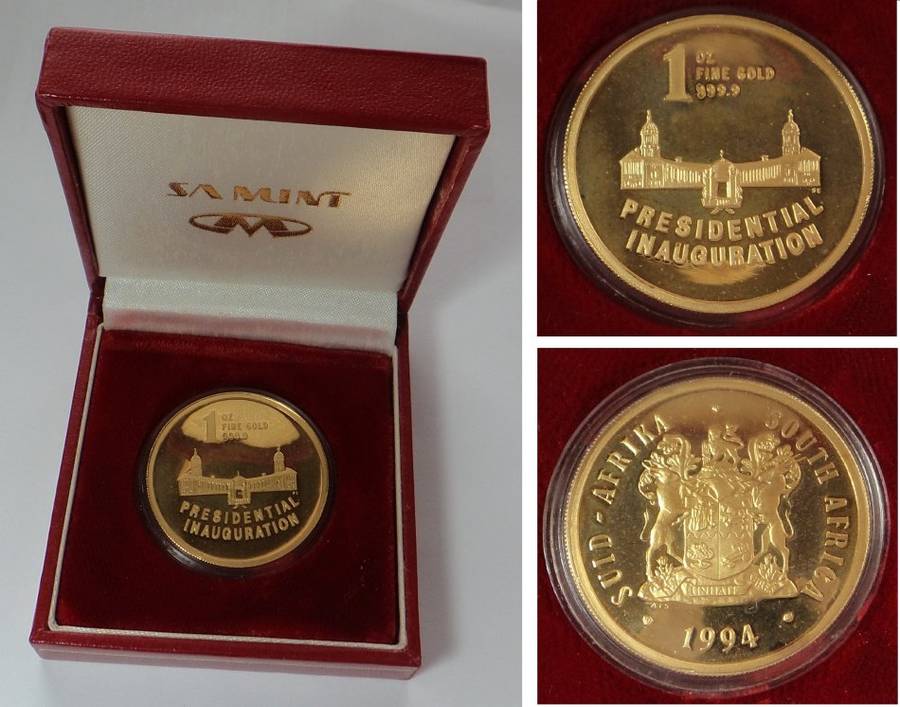 SA MINT
1 OZ
FINE GOLD
999.9
PRESIDENTIAL
INAUGURATION
1 OZ
FINE GOLD
999.9
PRESIDENTIAL
INAUGURATION
SUID-AFRIKA · SOUTH AFRICA
1994